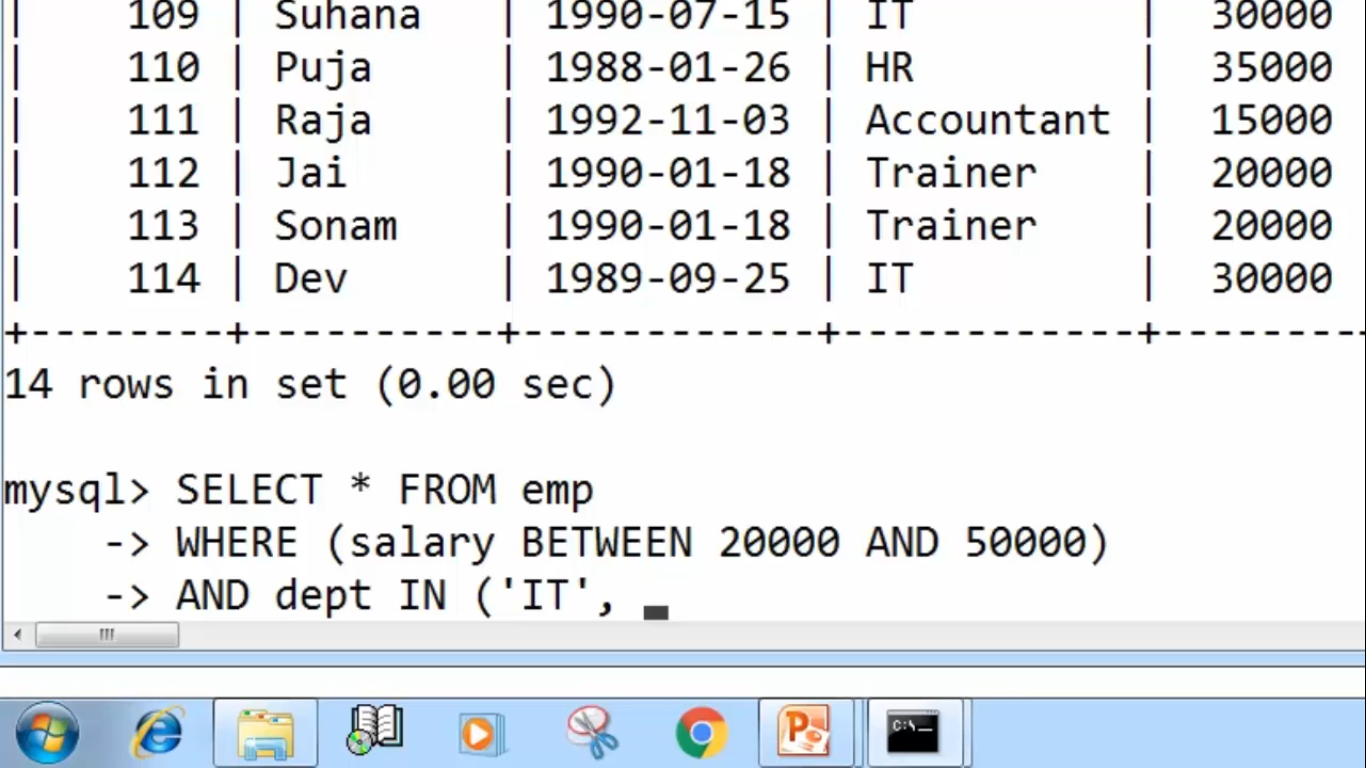 |    109 | Suhana   | 1990-07-15 | IT         |  30000
|    110 | Puja     | 1988-01-26 | HR         |  35000
|    111 | Raja     | 1992-11-03 | Accountant |  15000
|    112 | Jai      | 1990-01-18 | Trainer    |  20000
|    113 | Sonam    | 1990-01-18 | Trainer    |  20000
|    114 | Dev      | 1989-09-25 | IT         |  30000
+--------+----------+------------+------------+--------
14 rows in set (0.00 sec)
mysql> SELECT * FROM emp
    -> WHERE (salary BETWEEN 20000 AND 50000)
    -> AND dept IN ('IT',
C:\